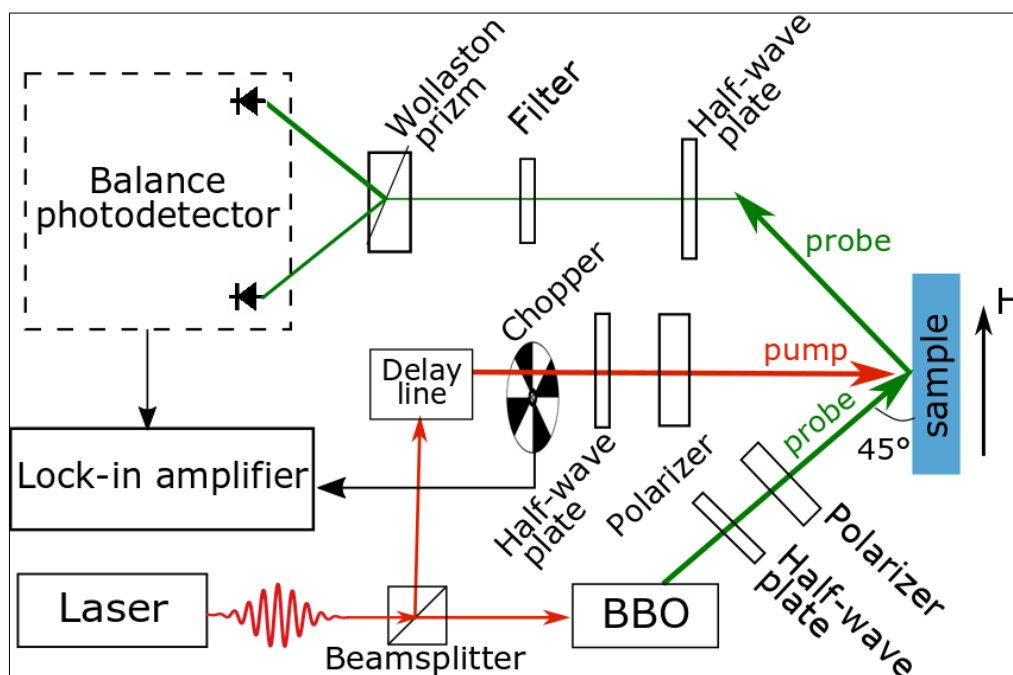 Wollaston
prizm
Filter
Half-wave
plate
Balance
photodetector
probe
Chopper
H
Delay
line
pump
sample
probe
45°
Lock-in amplifier
Half-wave
plate
Polarizer
Polarizer
Half-wave
plate
Laser
BBO
Beamsplitter